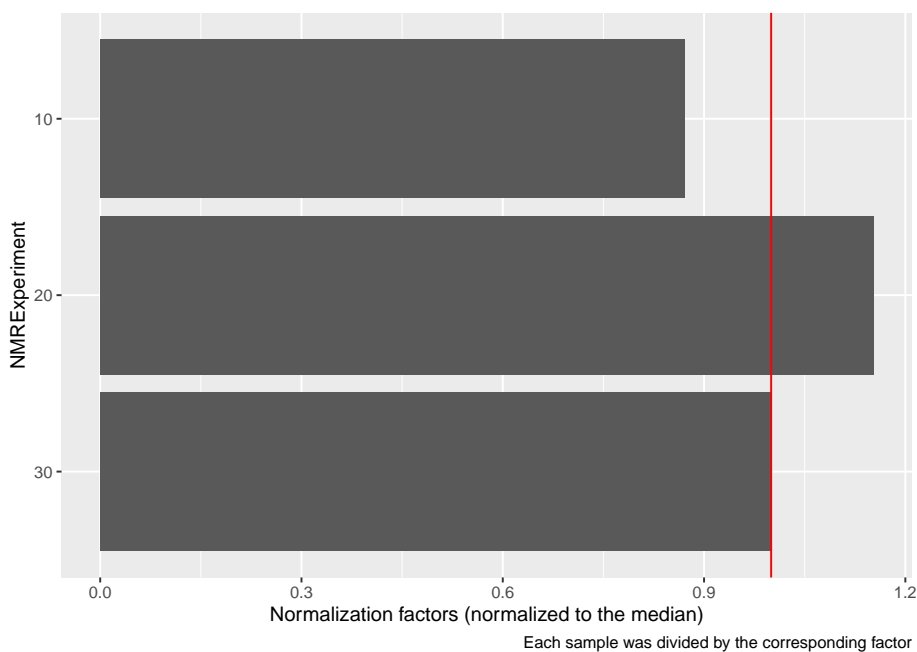 NMRExperiment
10
20
30
0.0 0.3 0.6 0.9 1.2
Normalization factors (normalized to the median)
Each sample was divided by the corresponding factor